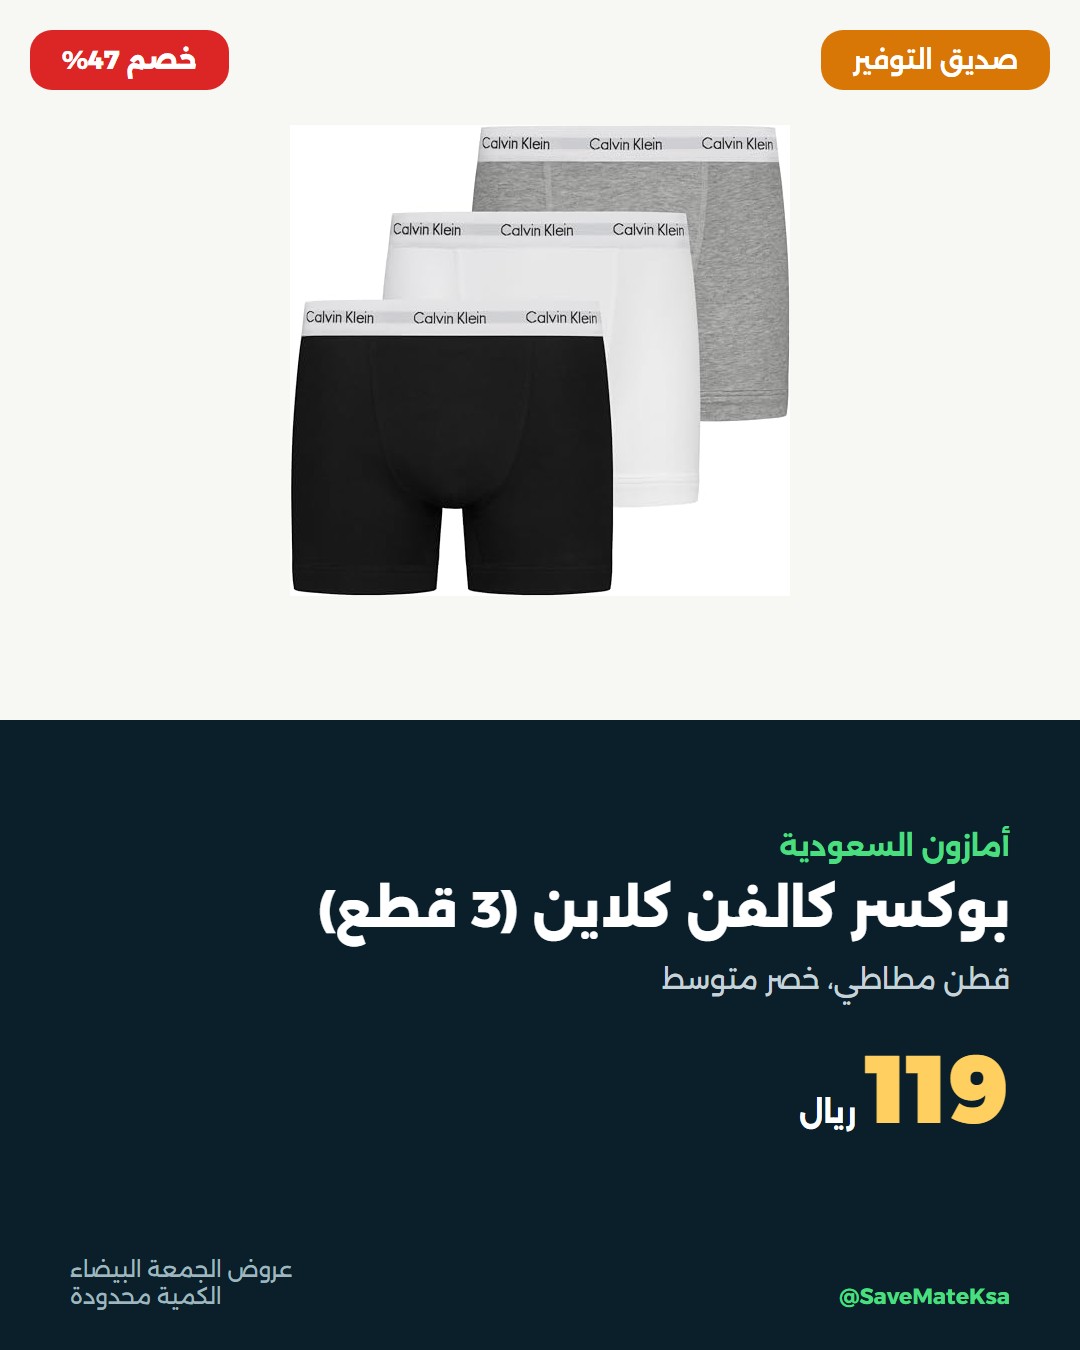 صديق التوفير
خصم 47%
Calvin Klein Calvin Klein Calvin Klein
Calvin Klein Calvin Klein Calvin Klein
Calvin Klein Calvin Klein Calvin Klein
أمازون السعودية
بوكسر كالفن كلاين (3 قطع)
قطن مطاطي، خصر متوسط
119 ريال
عروض الجمعة البيضاء
الكمية محدودة
@SaveMateKsa